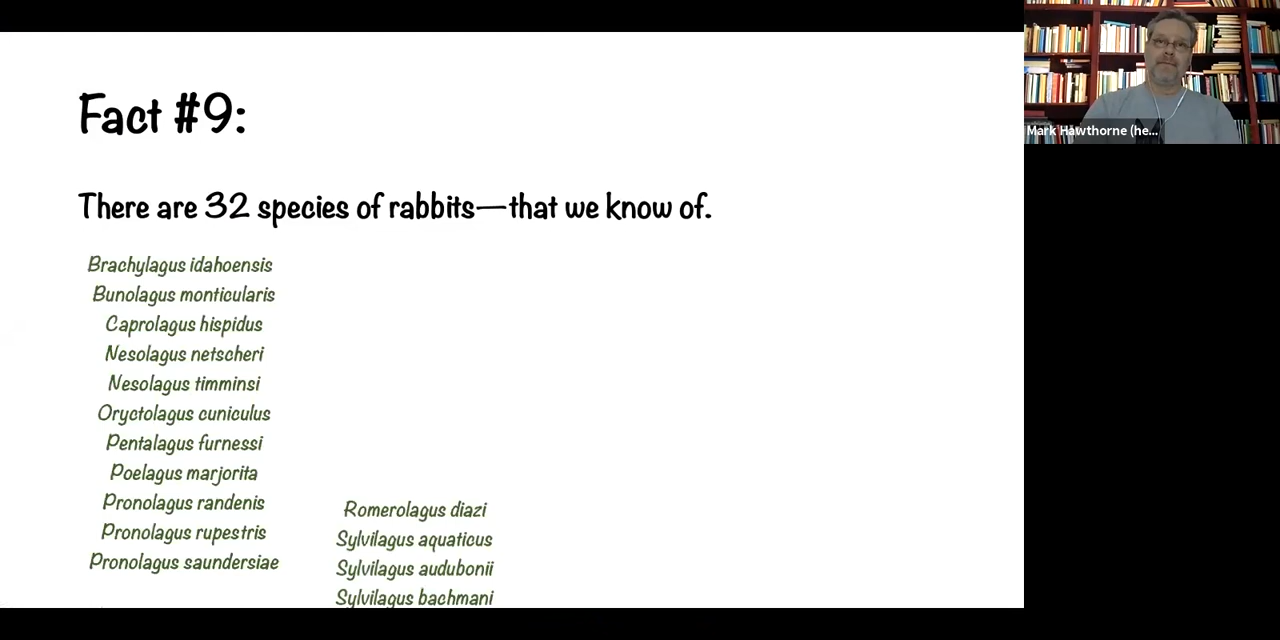 Fact #9:
There are 32 species of rabbits—that we know of.
Brachylagus idahoensis
Bunolagus monticularis
Caprolagus hispidus
Nesolagus netscheri
Nesolagus timminsi
Oryctolagus cuniculus
Pentalagus furnessi
Poelagus marjorita
Pronolagus randenis
Pronolagus rupestris
Pronolagus saundersiae
Romerolagus diazi
Sylvilagus aquaticus
Sylvilagus audubonii
Sylvilagus bachmani
Mark Hawthorne (he...